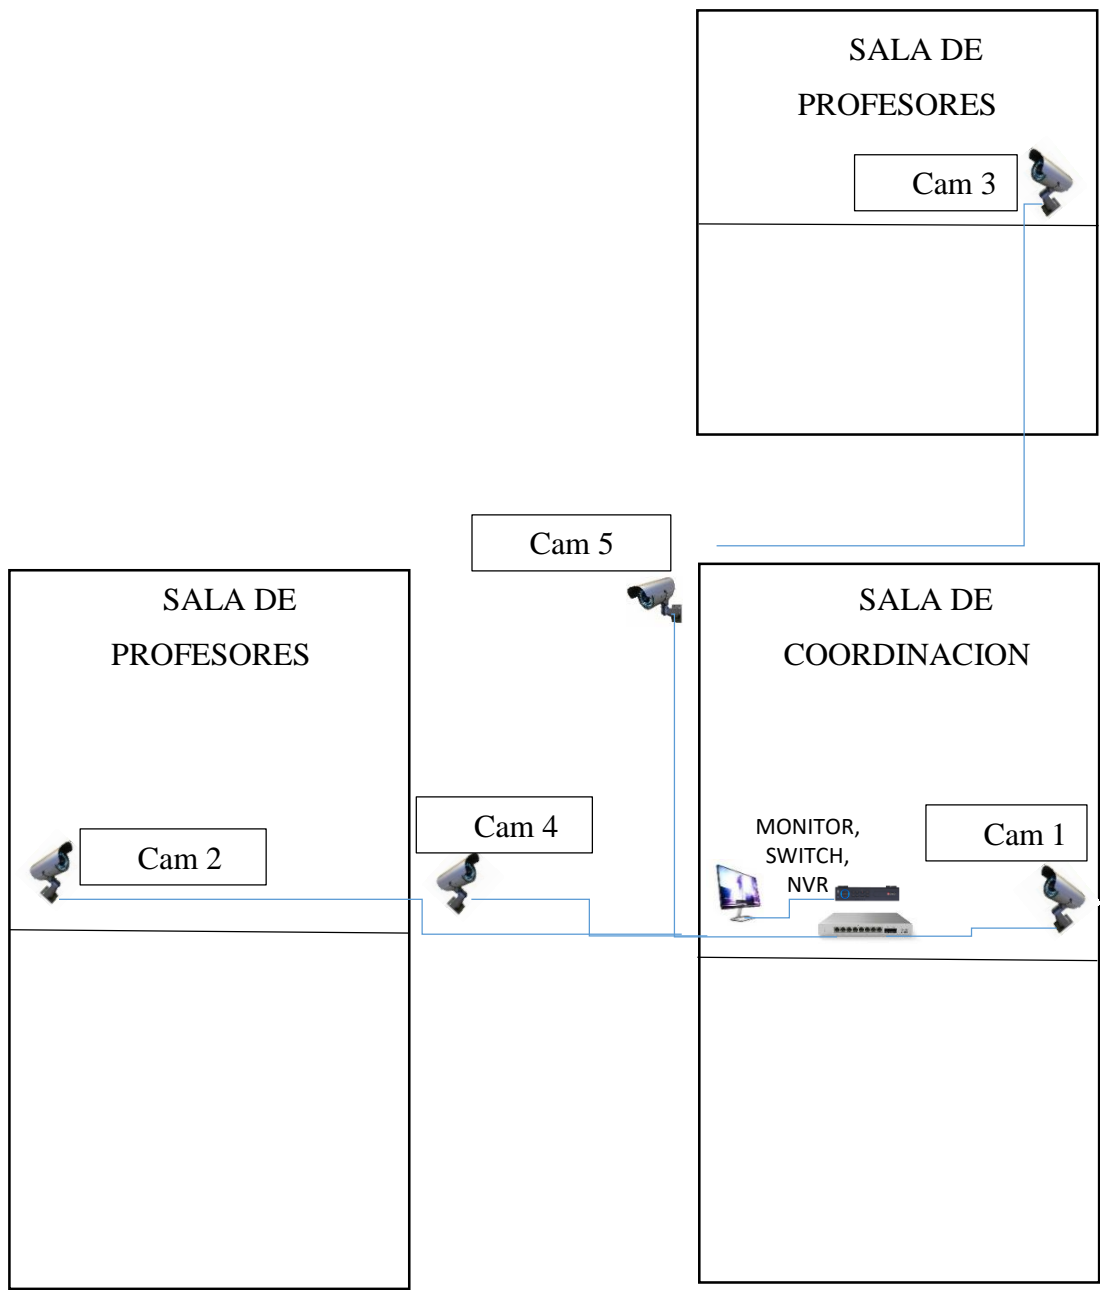 SALA DE
PROFESORES
Cam 3
Cam 5
SALA DE
PROFESORES
SALA DE
COORDINACION
Cam 2
Cam 4
MONITOR,
SWITCH,
NVR
Cam 1